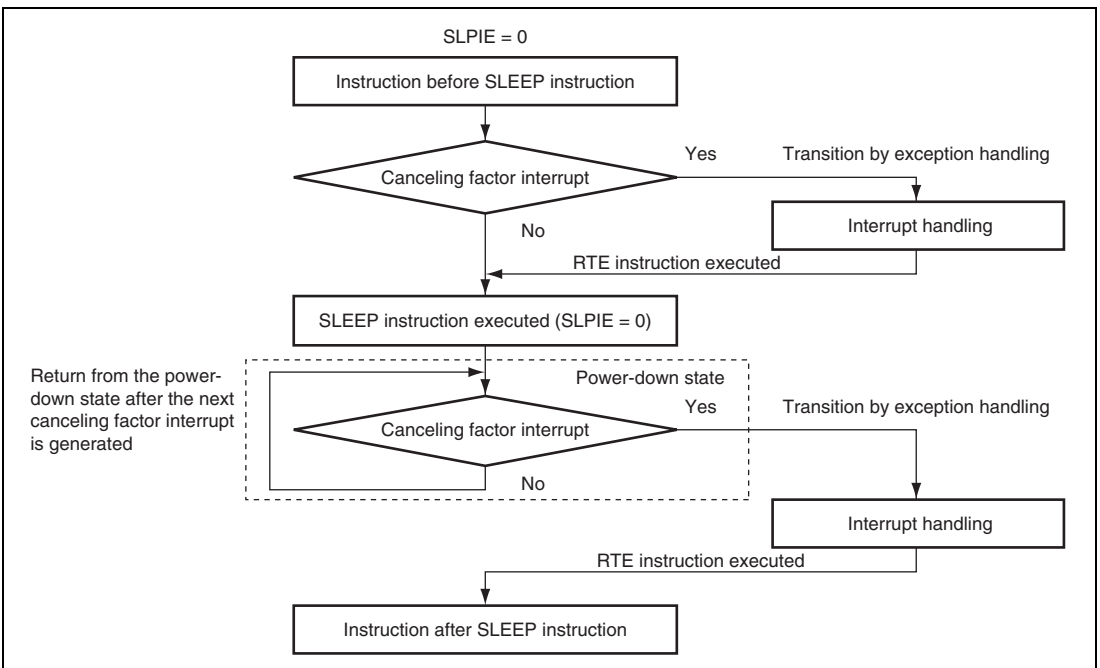 SLPIE = 0
Instruction before SLEEP instruction
Canceling factor interrupt
Yes
Transition by exception handling
Interrupt handling
No
RTE instruction executed
SLEEP instruction executed (SLPIE = 0)
Return from the power-
down state after the next
canceling factor interrupt
is generated
Power-down state
Canceling factor interrupt
Yes
Transition by exception handling
No
Interrupt handling
RTE instruction executed
Instruction after SLEEP instruction